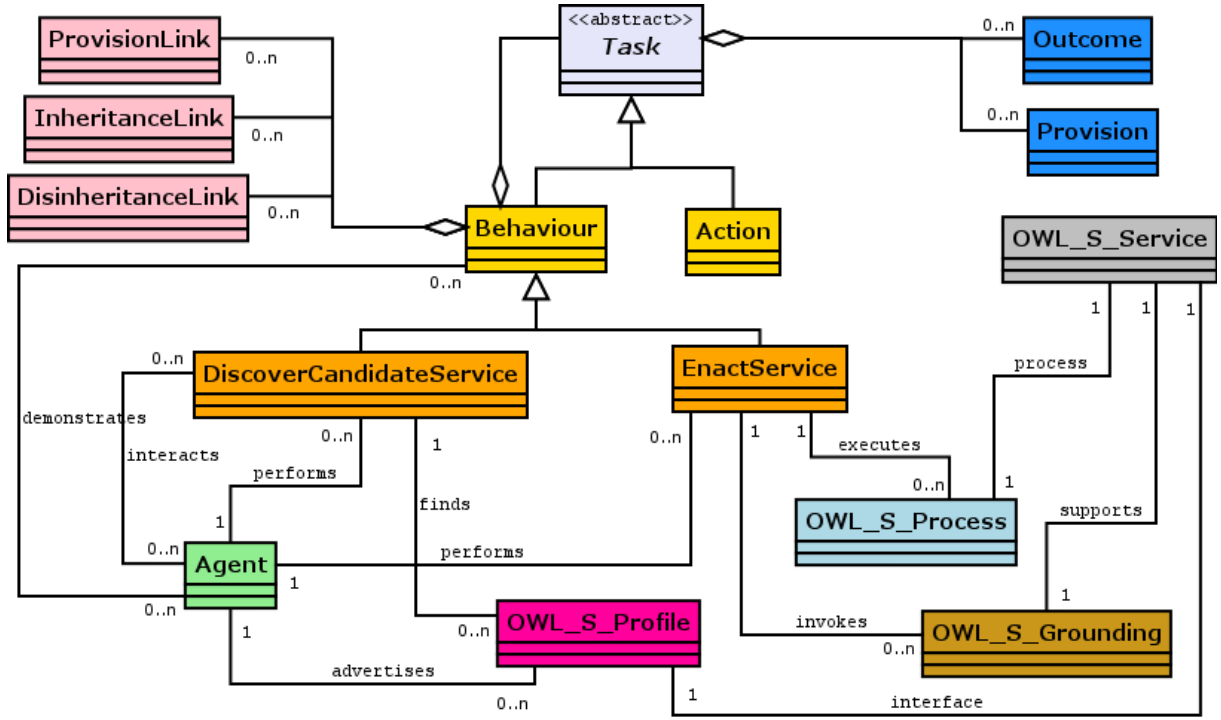 <<abstract>>
Task
ProvisionLink
0..n
InheritanceLink
0..n
DisinheritanceLink
0..n
0..n
Outcome
0..n
Provision
Behaviour
0..n
Action
OWL_S_Service
1
1
1
0..n
DiscoverCandidateService
0..n
1
EnactService
0..n
1
1
process
demonstrates
interacts
performs
finds
executes
0..n
1
OWL_S_Process
supports
1
0..n
Agent
0..n
1
performs
1
0..n
OWL_S_Profile
invokes
0..n
1
OWL_S_Grounding
advertises
0..n
1
interface